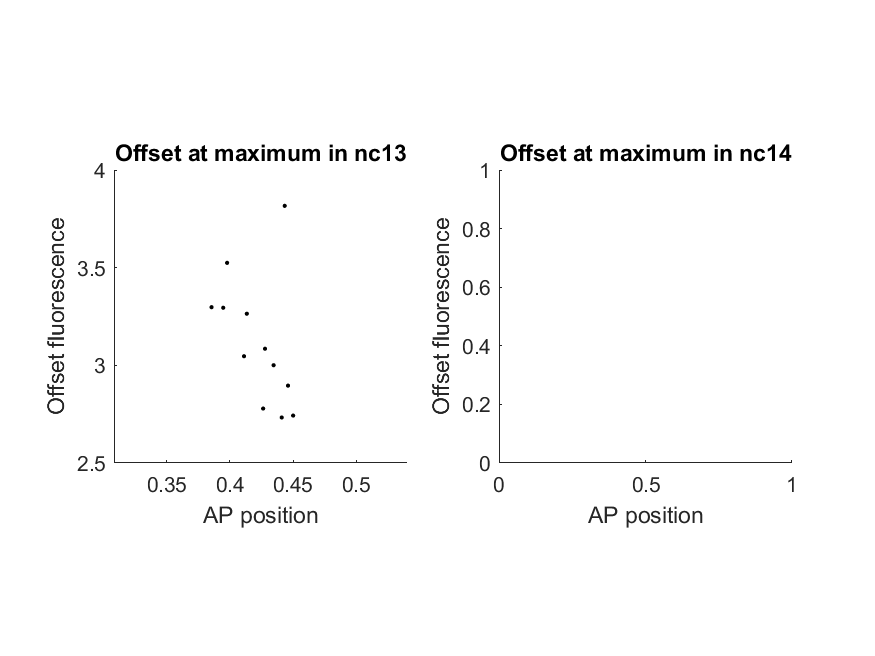 Offset at maximum in nc13
4
3.5
3
2.5
Offset fluorescence
0.35 0.4 0.45 0.5
AP position
Offset at maximum in nc14
1
0.8
0.6
0.4
0.2
0
Offset fluorescence
0 0.5 1
AP position